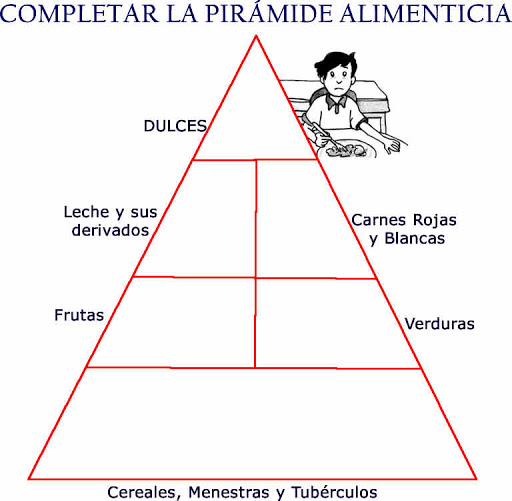 COMPLETAR LA PIRÁMIDE ALIMENTICIA
DULCES
Leche y sus
derivados
Carnes Rojas
y Blancas
Frutas
Verduras
Cereales, Menestras y Tubérculos